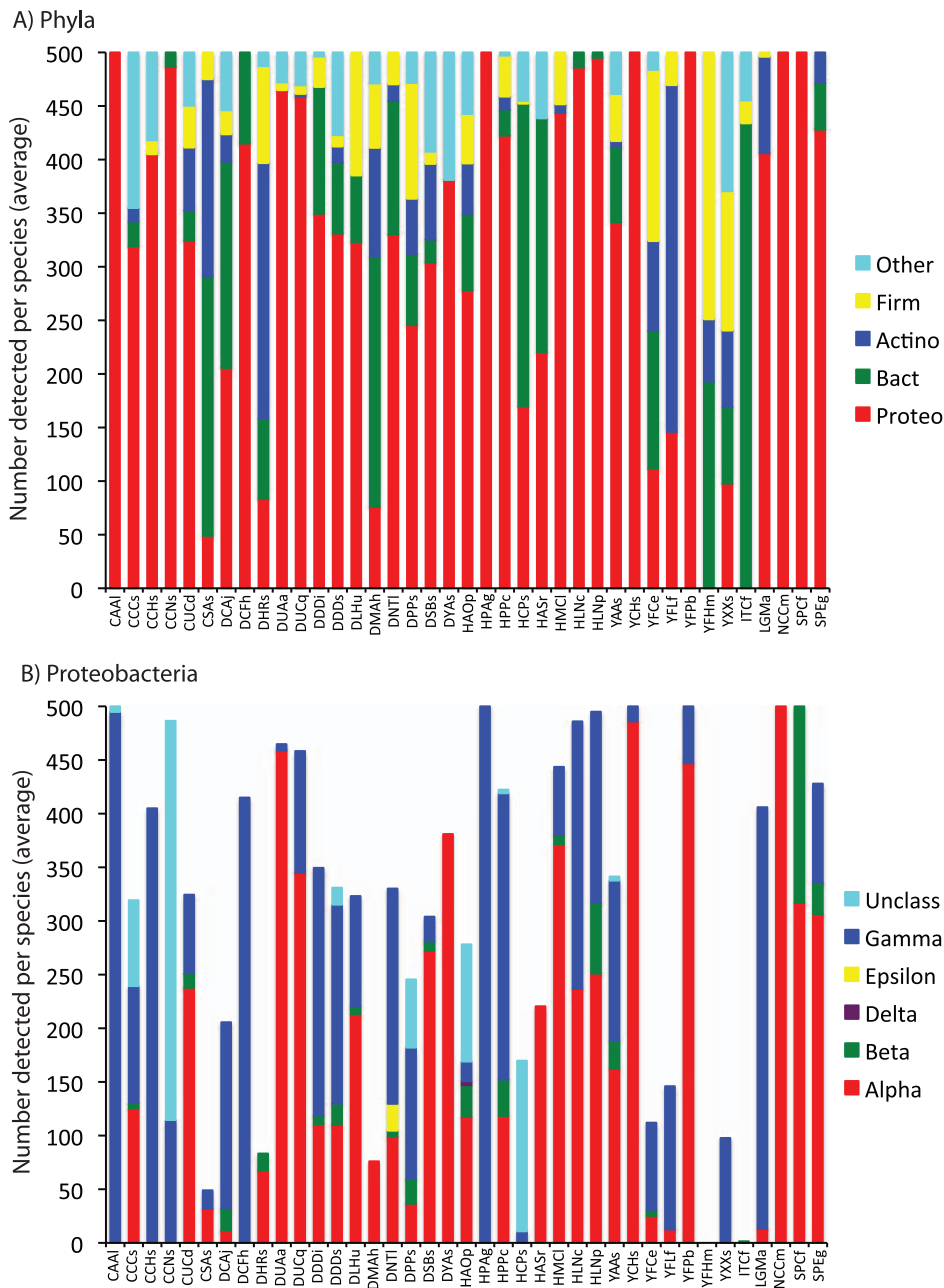 A) Phyla
Number detected per species (average)
500
450
400
350
300
250
200
150
100
50
0
Other
Firm
Actino
Bact
Proteo
CAAl CCCs CCHs CCNs CUCd CSAs DCAj DCFh DHRs DUAa DUCq DDDi DDDs DLHu DMAh DNTl DPPs DSBs DYAs HAOp HPAg HPPc HCPs HASr HMCl HLNc HLNp YAAs YCHs YFCe YFLf YFPb YFHm YXXs ITCf LGMa NCCm SPCf SPEg
B) Proteobacteria
Number detected per species (average)
500
450
400
350
300
250
200
150
100
50
0
Unclass
Gamma
Epsilon
Delta
Beta
Alpha
CAAl CCCs CCHs CCNs CUCd CSAs DCAj DCFh DHRs DUAa DUCq DDDi DDDs DLHu DMAh DNTl DPPs DSBs DYAs HAOp HPAg HPPc HCPs HASr HMCl HLNc HLNp YAAs YCHs YFCe YFLf YFPb YFHm YXXs ITCf LGMa NCCm SPCf SPEg